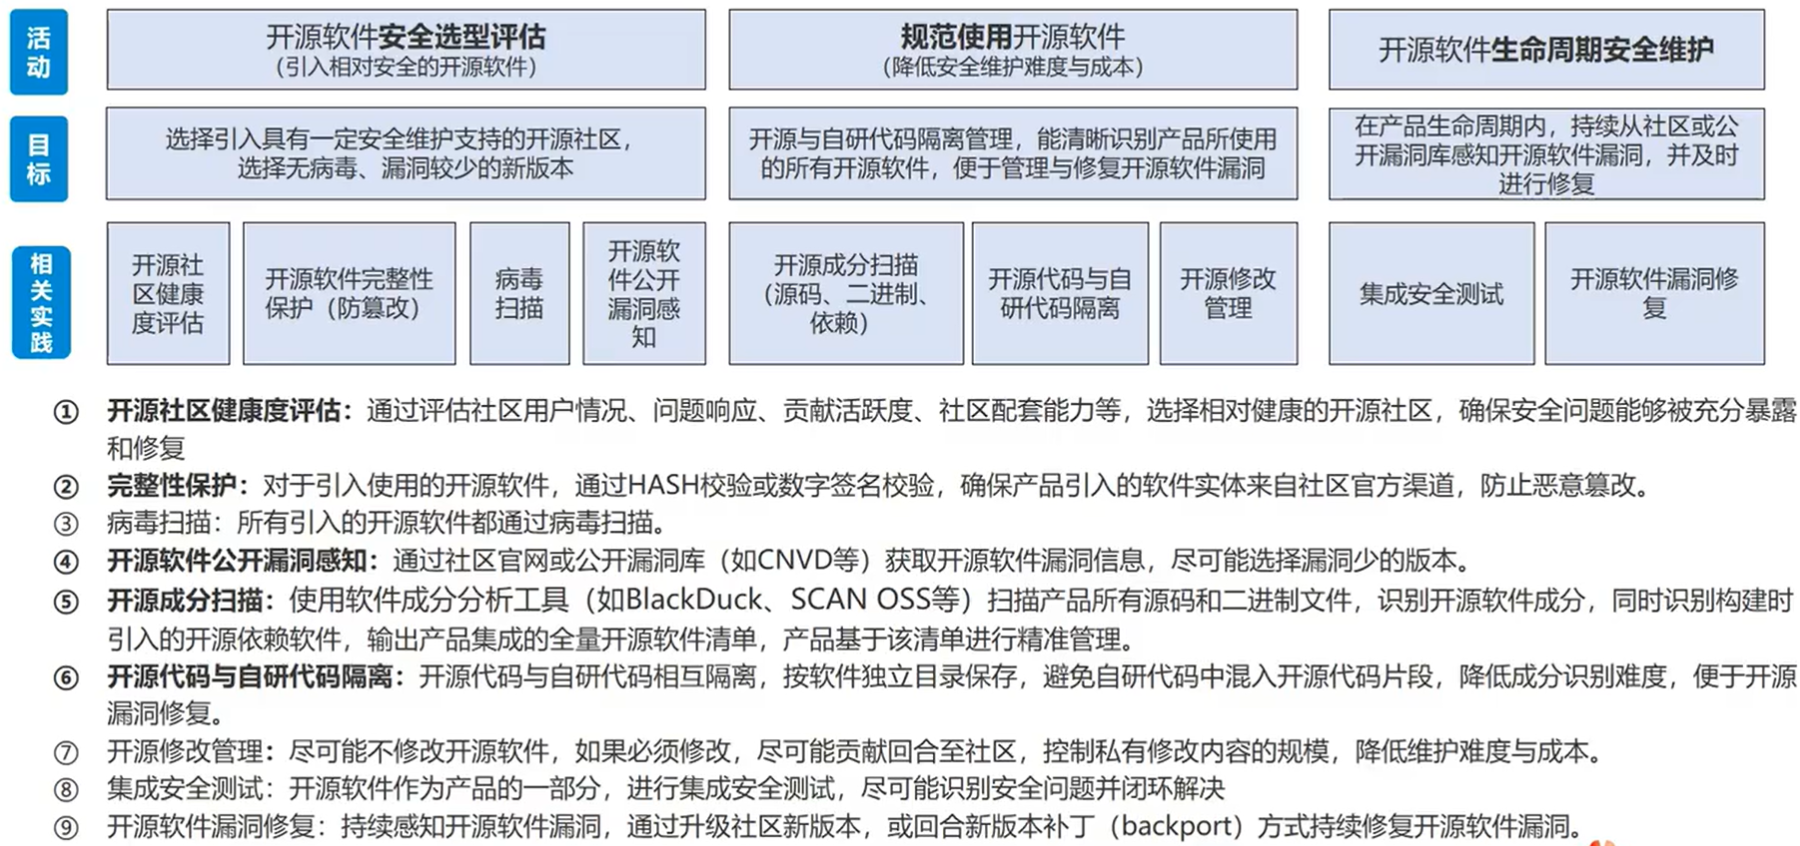 活动
开源软件安全选型评估
（引入相对安全的开源软件）
规范使用开源软件
（降低安全维护难度与成本）
开源软件生命周期安全维护
目标
选择引入具有一定安全维护支持的开源社区，
选择无病毒、漏洞较少的新版本
开源与自研代码隔离管理，能清晰识别产品所使用
的所有开源软件，便于管理与修复开源软件漏洞
在产品生命周期内，持续从社区或公
开漏洞库感知开源软件漏洞，并及时
进行修复
相关实践
开源社
区健康
度评估
开源软件完整性
保护（防篡改）
病毒
扫描
开源软
件公开
漏洞感
知
开源成分扫描
（源码、二进制、
依赖）
开源代码与自
研代码隔离
开源修改
管理
集成安全测试
开源软件漏洞修
复
① 开源社区健康度评估：通过评估社区用户情况、问题响应、贡献活跃度、社区配套能力等，选择相对健康的开源社区，确保安全问题能够被充分暴露
和修复
② 完整性保护：对于引入使用的开源软件，通过HASH校验或数字签名校验，确保产品引入的软件实体来自社区官方渠道，防止恶意篡改。
③ 病毒扫描：所有引入的开源软件都通过病毒扫描。
④ 开源软件公开漏洞感知：通过社区官网或公开漏洞库（如CNVD等）获取开源软件漏洞信息，尽可能选择漏洞少的版本。
⑤ 开源成分扫描：使用软件成分分析工具（如BlackDuck、SCAN OSS等）扫描产品所有源码和二进制文件，识别开源软件成分，同时识别构建时
引入的开源依赖软件，输出产品集成的全量开源软件清单，产品基于该清单进行精准管理。
⑥ 开源代码与自研代码隔离：开源代码与自研代码相互隔离，按软件独立目录保存，避免自研代码中混入开源代码片段，降低成分识别难度，便于开源
漏洞修复。
⑦ 开源修改管理：尽可能不修改开源软件，如果必须修改，尽可能贡献回合至社区，控制私有修改内容的规模，降低维护难度与成本。
⑧ 集成安全测试：开源软件作为产品的一部分，进行集成安全测试，尽可能识别安全问题并闭环解决
⑨ 开源软件漏洞修复：持续感知开源软件漏洞，通过升级社区新版本，或回合新版本补丁（backport）方式持续修复开源软件漏洞。